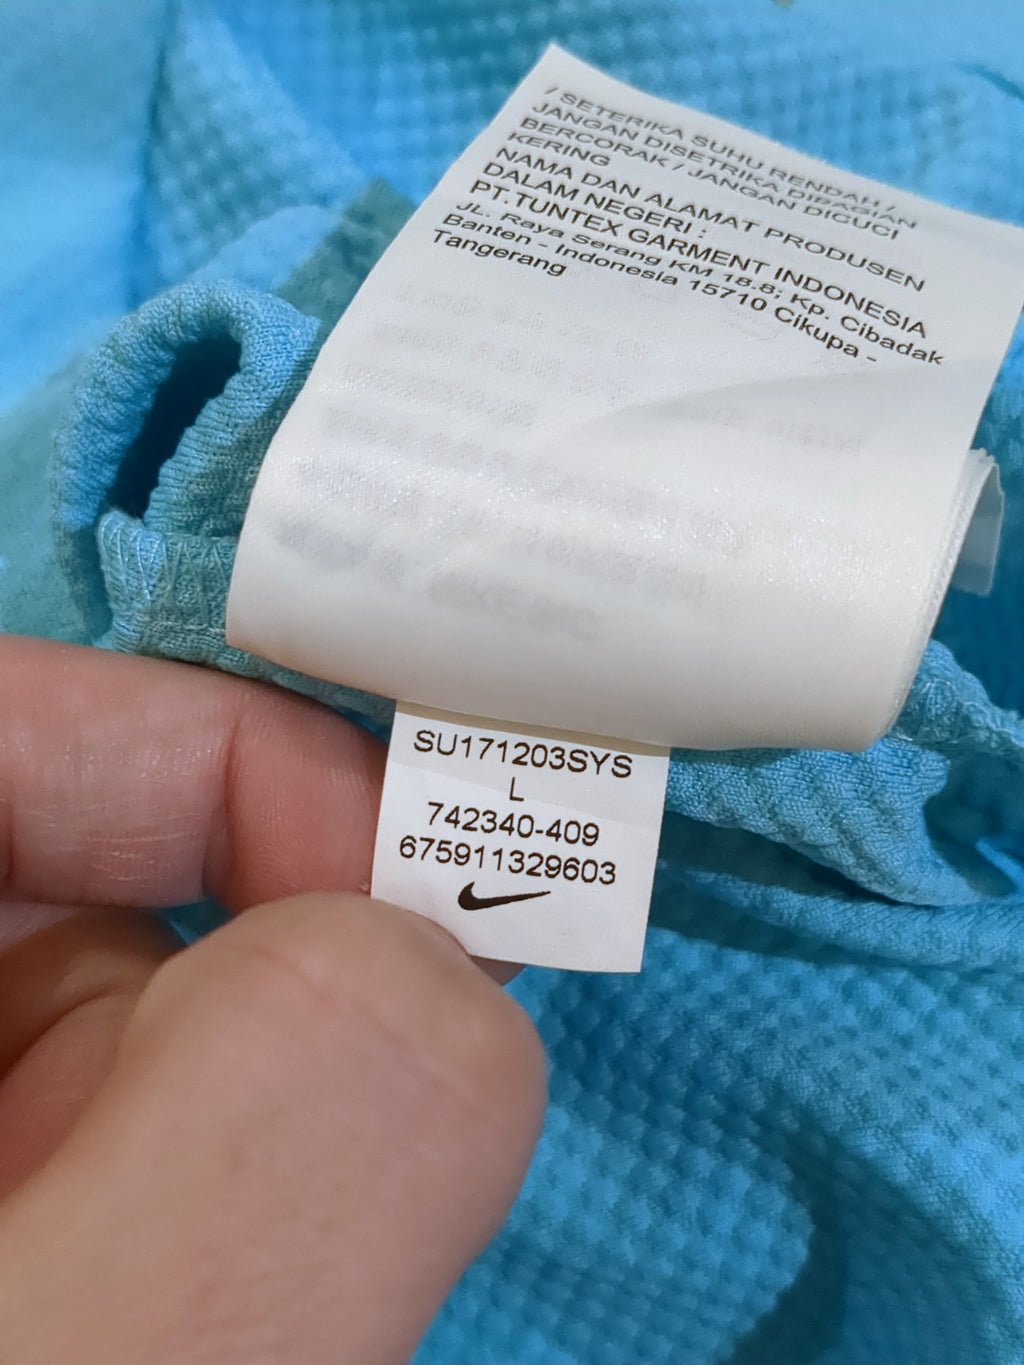 / SETERIKA SUHU RENDAH /
JANGAN DISETRIKA DIBAGIAN
BERCORAK / JANGAN DICUCI
KERING
NAMA DAN ALAMAT PRODUSEN
DALAM NEGERI :
PT.TUNTEX GARMENT INDONESIA
JL. Raya Serang KM 18.8; Kp. Cibadak
Banten - Indonesia 15710 Cikupa -
Tangerang
SU171203SYS
L
742340-409
675911329603